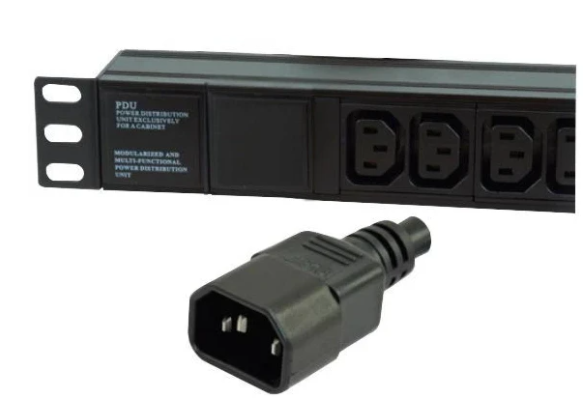 PDU
POWER DISTRIBUTION
UNIT EXCLUSIVELY
FOR A CABINET
MODULARIZED AND
MULTI-FUNCTIONAL
POWER DISTRIBUTION
UNIT